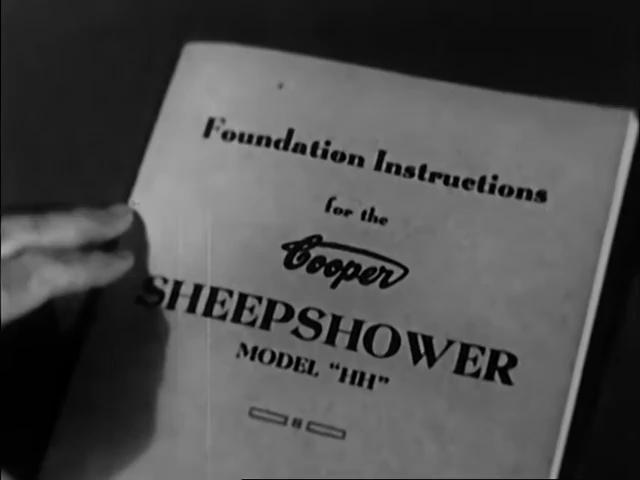 Foundation Instructions
for the
Cooper
SHEEPSHOWER
MODEL "HH"